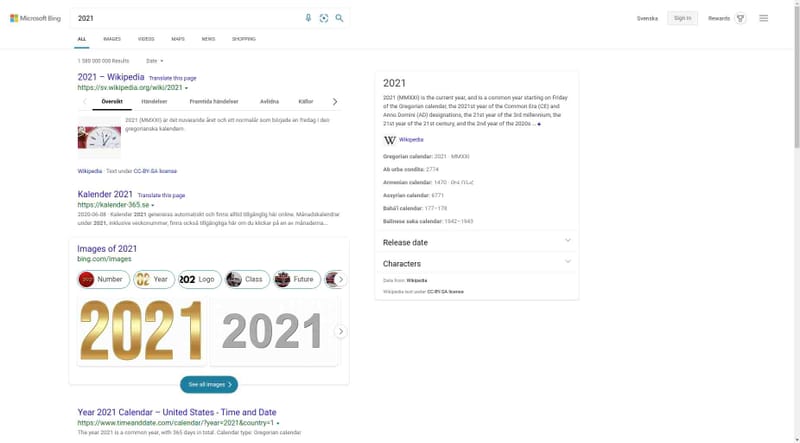 Microsoft Bing
2021
Svenska
Sign in
Rewards
ALL IMAGES VIDEOS MAPS NEWS SHOPPING
1 580 000 000 Results Date
2021 – Wikipedia Translate this page
https://sv.wikipedia.org/wiki/2021
Översikt Händelser Framtida händelser Avlidna Källor
2021 (MMXXI) är det nuvarande året och ett normalår som började en fredag i den
gregorianska kalendern.
Wikipedia · Text under CC-BY-SA license
Kalender 2021 Translate this page
https://kalender-365.se
2020-06-08 · Kalender 2021 genereras automatiskt och finns alltid tillgänglig här online. Månadskalendrar
under 2021, inklusive veckonummer, finns också tillgängliga här om du klickar på en av månaderna...
Images of 2021
bing.com/images
Number Year Logo Class Future
2021 2021
See all images
Year 2021 Calendar – United States - Time and Date
https://www.timeanddate.com/calendar/?year=2021&country=1
The year 2021 is a common year, with 365 days in total. Calendar type: Gregorian calendar
2021
2021 (MMXXI) is the current year, and is a common year starting on Friday
of the Gregorian calendar, the 2021st year of the Common Era (CE) and
Anno Domini (AD) designations, the 21st year of the 3rd millennium, the
21st year of the 21st century, and the 2nd year of the 2020s ...
W Wikipedia
Gregorian calendar: 2021 · MMXXI
Ab urbe condita: 2774
Armenian calendar: 1470 ·
Assyrian calendar: 6771
Bahá'í calendar: 177–178
Balinese saka calendar: 1942–1943
Release date
Characters
Data from: Wikipedia
Wikipedia text under CC-BY-SA license